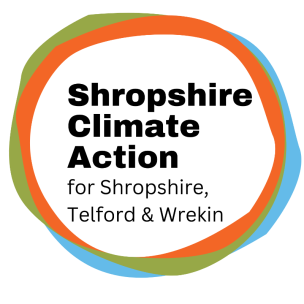 Shropshire
Climate
Action
for Shropshire,
Telford & Wrekin